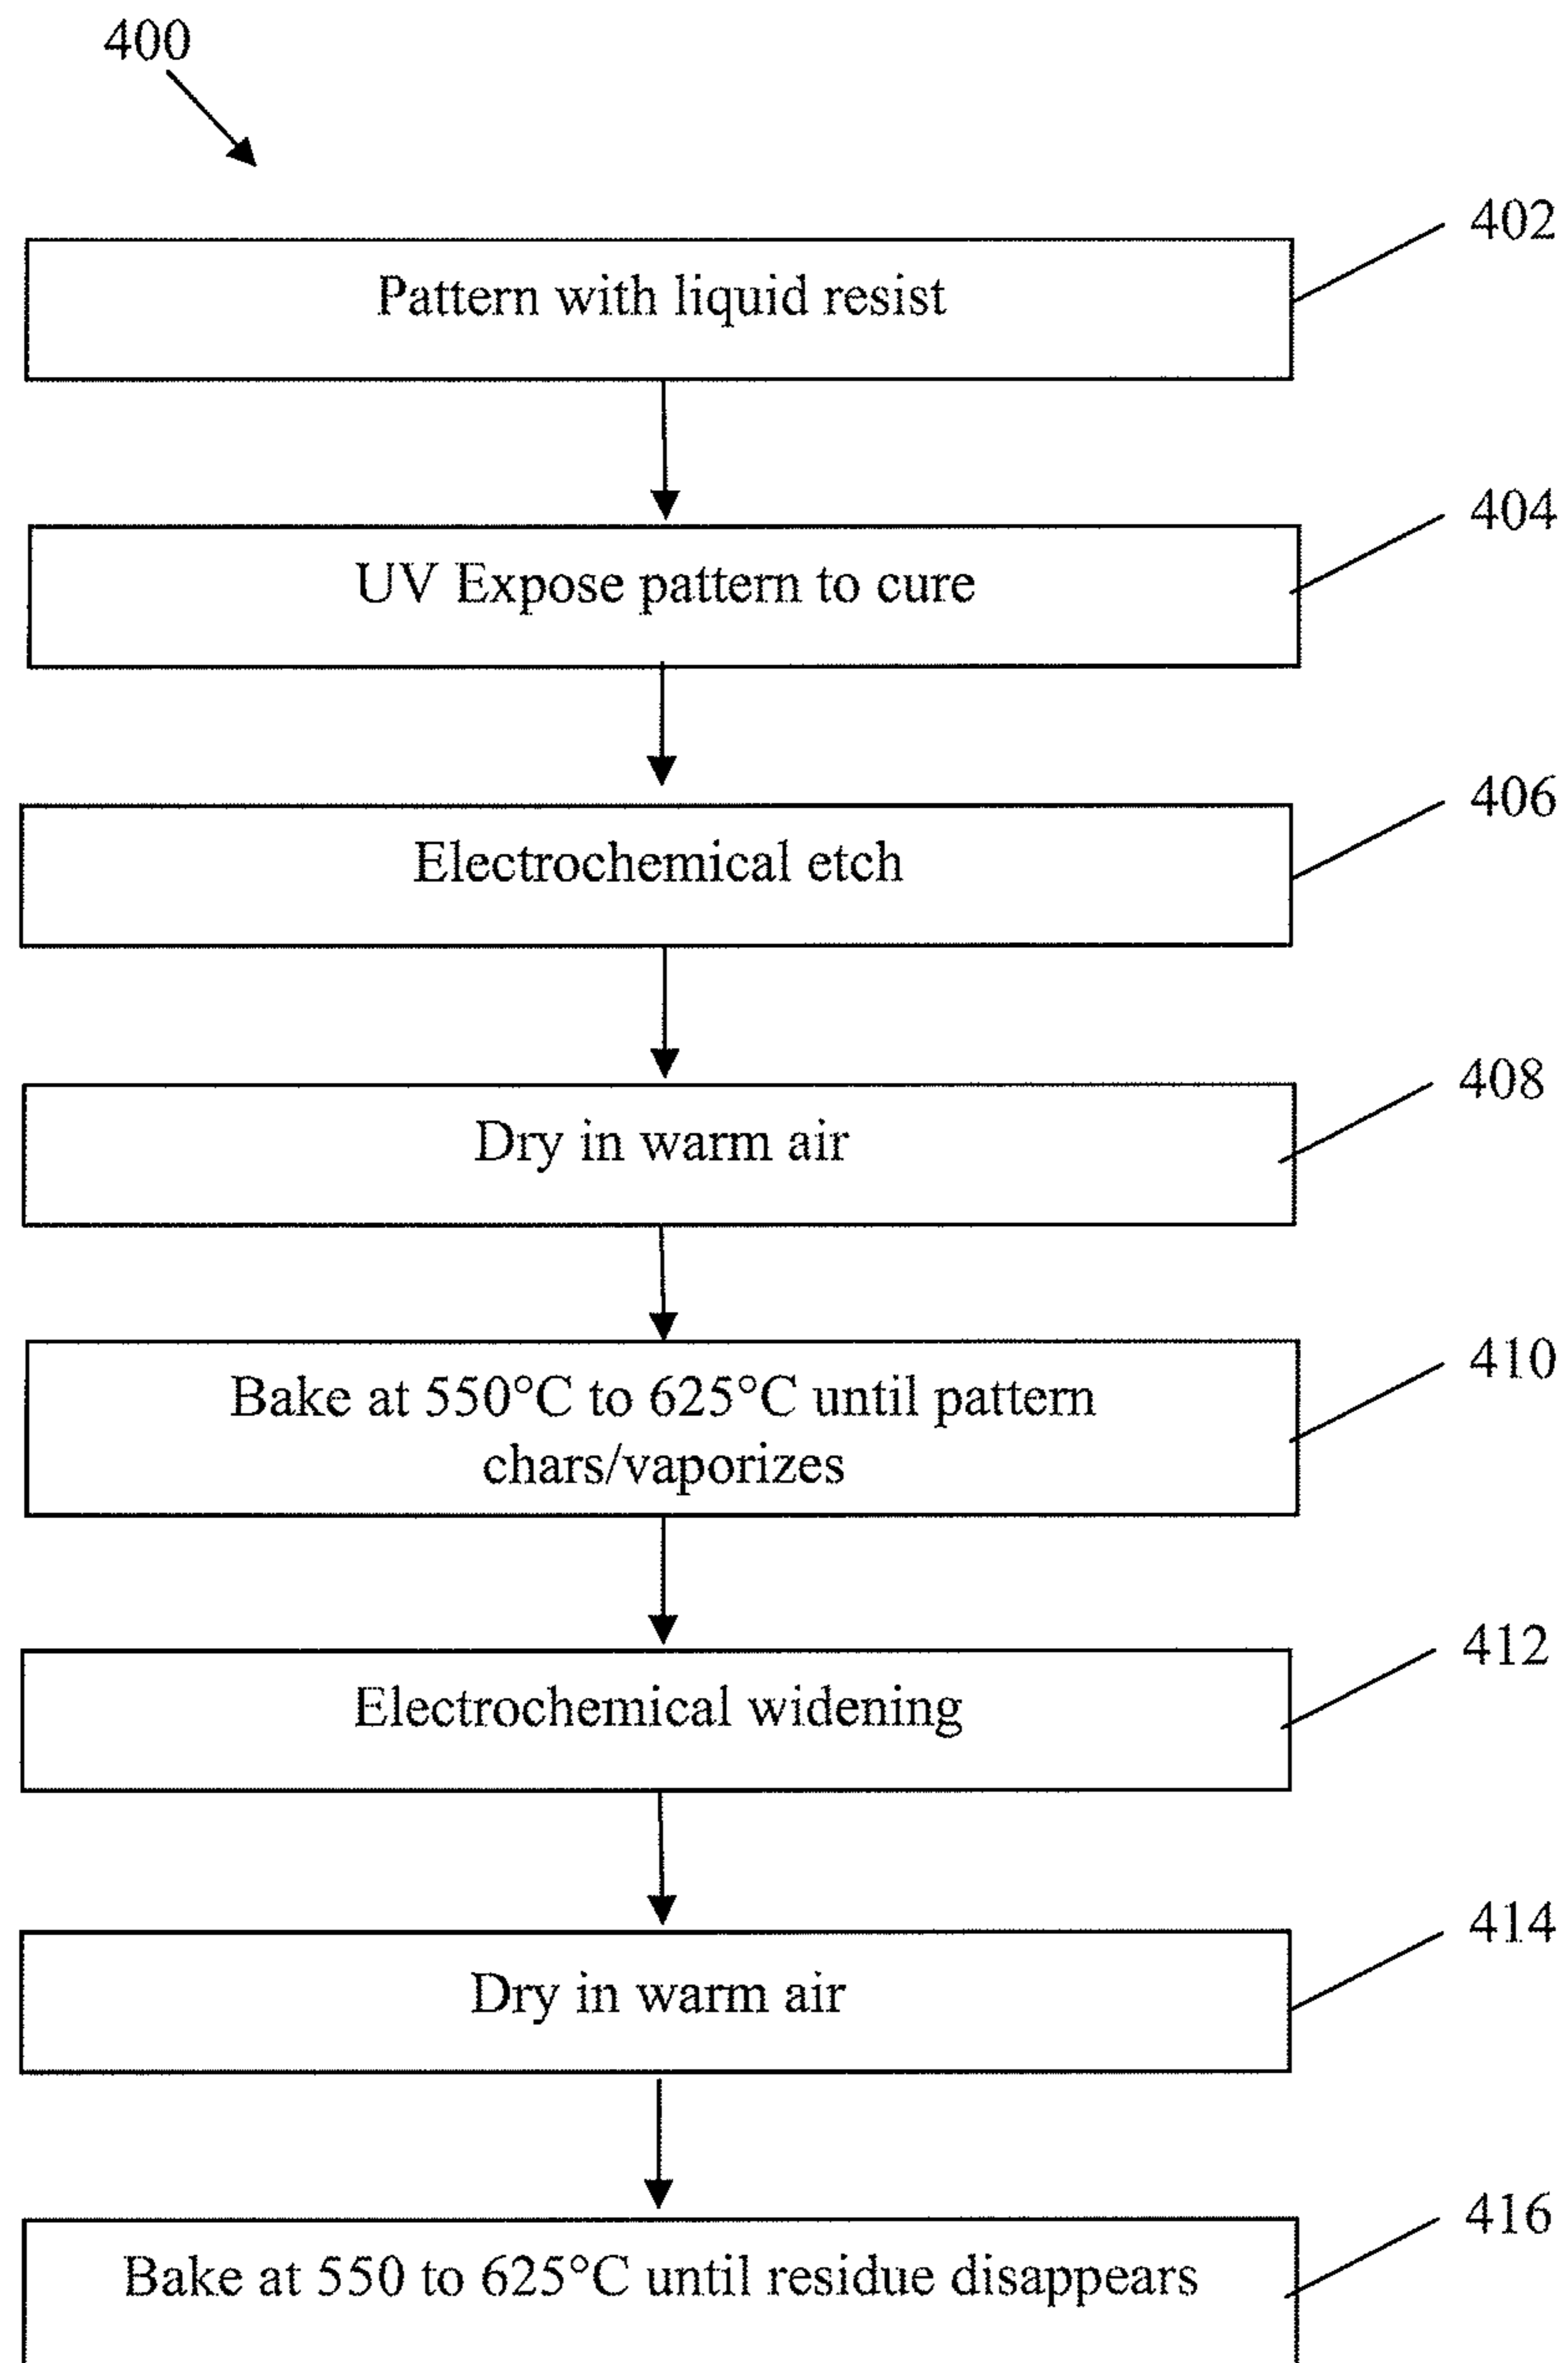 400
402
Pattern with liquid resist
404
UV Expose pattern to cure
406
Electrochemical etch
408
Dry in warm air
410
Bake at 550°C to 625°C until pattern
chars/vaporizes
412
Electrochemical widening
414
Dry in warm air
416
Bake at 550 to 625°C until residue disappears